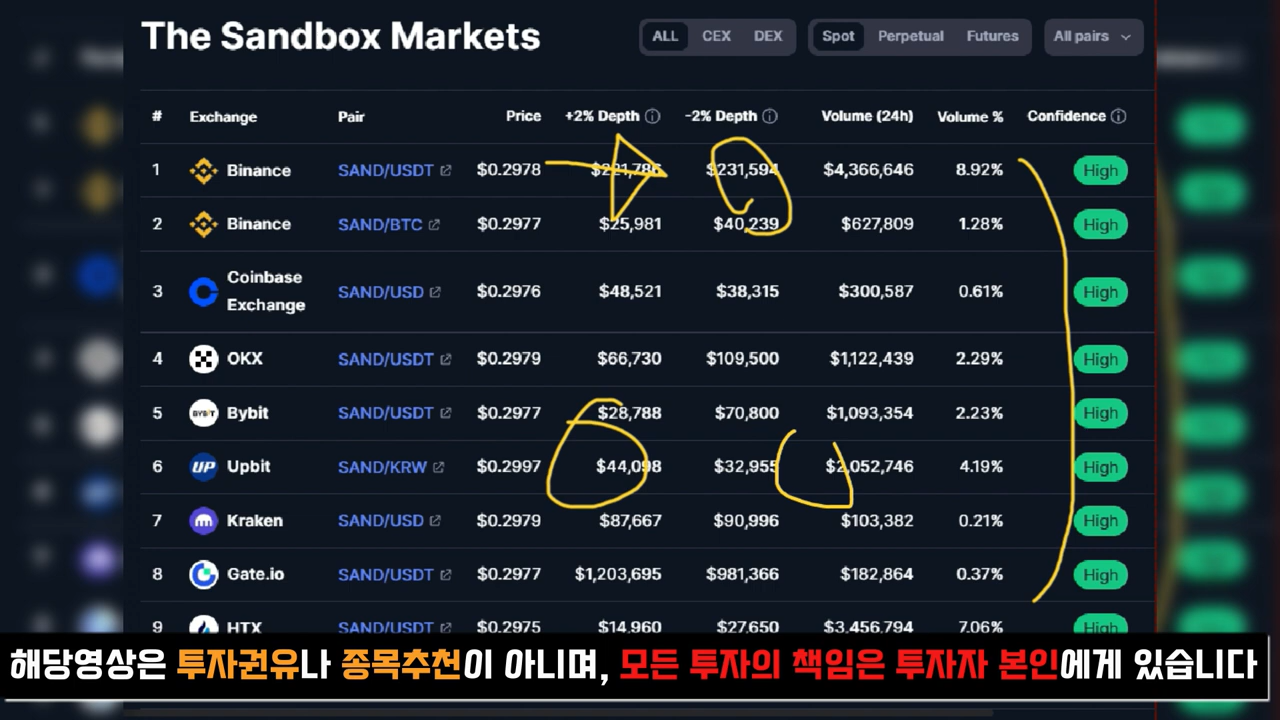 The Sandbox Markets ALL CEX DEX Spot Perpetual Futures All pairs
# Exchange Pair Price +2% Depth -2% Depth Volume (24h) Volume % Confidence
1 Binance SAND/USDT $0.2978 $221,786 $231,594 $4,366,646 8.92% High
2 Binance SAND/BTC $0.2977 $25,981 $40,239 $627,809 1.28% High
3 Coinbase Exchange SAND/USD $0.2976 $48,521 $38,315 $300,587 0.61% High
4 OKX SAND/USDT $0.2979 $66,730 $109,500 $1,122,439 2.29% High
5 BYBIT Bybit SAND/USDT $0.2977 $28,788 $70,800 $1,093,354 2.23% High
6 UP Upbit SAND/KRW $0.2997 $44,098 $32,955 $2,052,746 4.19% High
7 Kraken SAND/USD $0.2979 $87,667 $90,996 $103,382 0.21% High
8 Gate.io SAND/USDT $0.2977 $1,203,695 $981,366 $182,864 0.37% High
9 HTX SAND/USDT $0.2975 $14,960 $27,650 $3,456,794 7.06% High
해당영상은 투자권유나 종목추천이 아니며, 모든 투자의 책임은 투자자 본인에게 있습니다